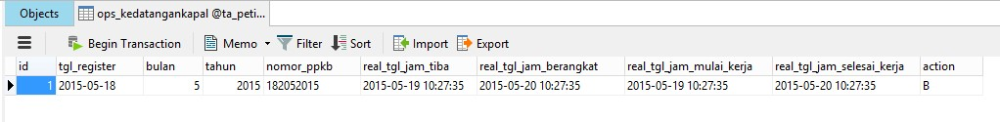 Objects ops_kedatangankapal @ta_peti...
Begin Transaction Memo Filter Sort Import Export
id tgl_register bulan tahun nomor_ppkb real_tgl_jam_tiba real_tgl_jam_berangkat real_tgl_jam_mulai_kerja real_tgl_jam_selesai_kerja action
1 2015-05-18 5 2015 182052015 2015-05-19 10:27:35 2015-05-20 10:27:35 2015-05-19 10:27:35 2015-05-20 10:27:35 B